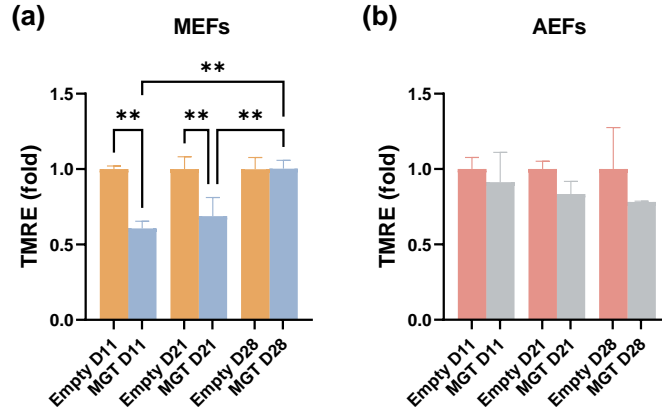 (a)
MEFs
** 
** ** **
TMRE (fold)
1.5
1.0
0.5
0.0
Empty D11
MGT D11
Empty D21
MGT D21
Empty D28
MGT D28
(b)
AEFs
TMRE (fold)
1.5
1.0
0.5
0.0
Empty D11
MGT D11
Empty D21
MGT D21
Empty D28
MGT D28